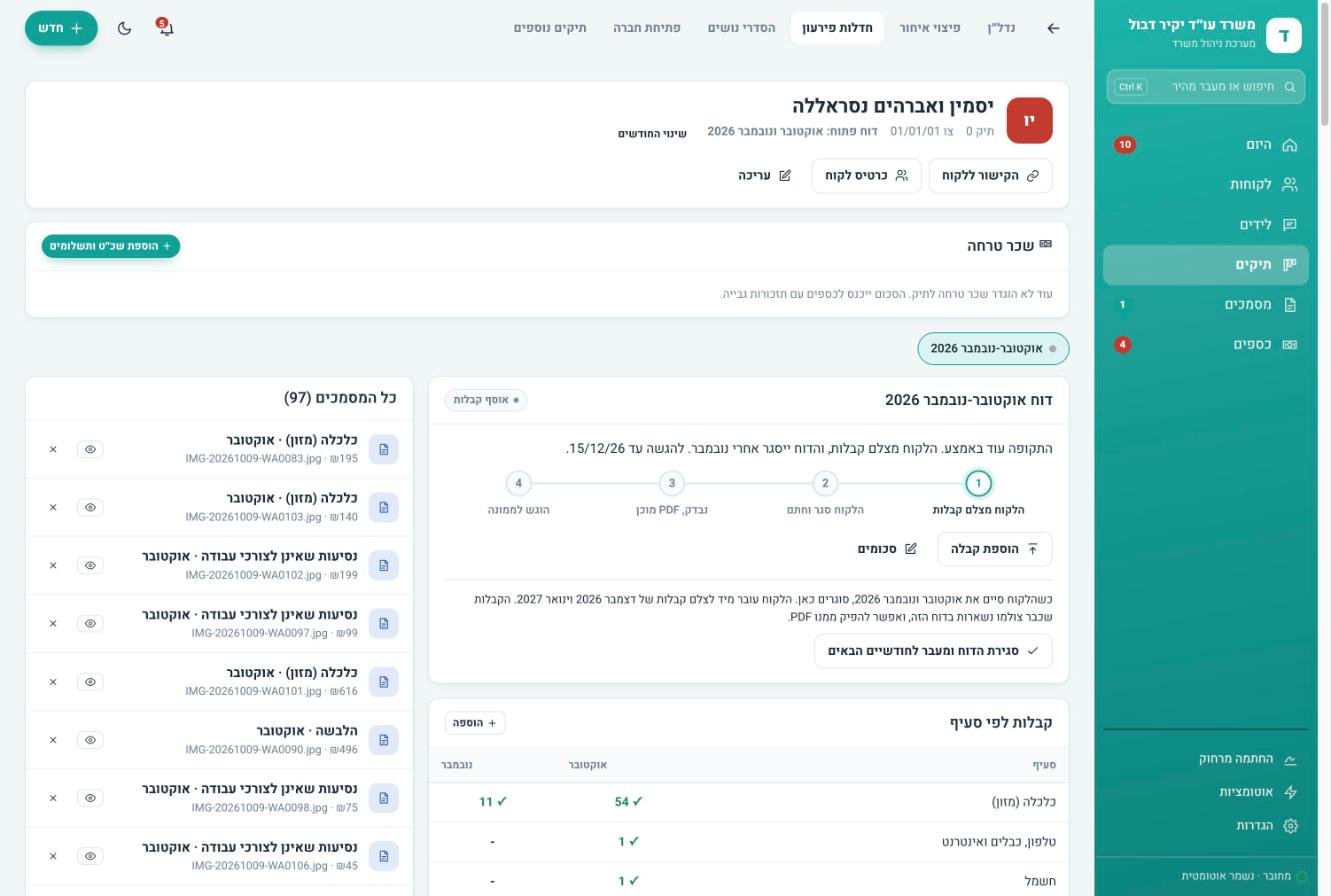 משרד עו״ד יקיר דבול
מערכת ניהול משרד
ד
חיפוש או מעבר מהיר
Ctrl K
היום
10
לקוחות
לידים
תיקים
מסמכים
1
כספים
4
החתמה מרחוק
אוטומציות
הגדרות
מחובר · נשמר אוטומטית
נדל״ן
פיצוי איחור
חדלות פירעון
הסדרי נושים
פתיחת חברה
תיקים נוספים
5
חדש
יו
יסמין ואברהים נסראללה
תיק 0 צו 01/01/01 דוח פתוח: אוקטובר ונובמבר 2026 שינוי החודשים
הקישור ללקוח
כרטיס לקוח
עריכה
שכר טרחה
+ הוספת שכ״ט ותשלומים
עוד לא הוגדר שכר טרחה לתיק. הסכום ייכנס לכספים עם תזכורות גבייה.
אוקטובר-נובמבר 2026
דוח אוקטובר-נובמבר 2026
אוסף קבלות
התקופה עוד באמצע. הלקוח מצלם קבלות, והדוח ייסגר אחרי נובמבר. להגשה עד 15/12/26.
1 2 3 4
הלקוח מצלם קבלות
הלקוח סגר וחתם
נבדק, PDF מוכן
הוגש לממונה
הוספת קבלה
סכומים
כשהלקוח סיים את אוקטובר ונובמבר 2026, סוגרים כאן. הלקוח עובר מיד לצלם קבלות של דצמבר 2026 וינואר 2027. הקבלות
שכבר צולמו נשארות בדוח הזה, ואפשר להפיק ממנו PDF.
סגירת הדוח ומעבר לחודשיים הבאים
קבלות לפי סעיף
+ הוספה
סעיף אוקטובר נובמבר
כלכלה (מזון) ✓ 54 ✓ 11
טלפון, כבלים ואינטרנט ✓ 1 -
חשמל ✓ 1 -
כל המסמכים (97)
כלכלה (מזון) · אוקטובר
₪195 · IMG-20261009-WA0083.jpg
כלכלה (מזון) · אוקטובר
₪140 · IMG-20261009-WA0103.jpg
נסיעות שאינן לצורכי עבודה · אוקטובר
₪199 · IMG-20261009-WA0102.jpg
נסיעות שאינן לצורכי עבודה · אוקטובר
₪99 · IMG-20261009-WA0097.jpg
כלכלה (מזון) · אוקטובר
₪616 · IMG-20261009-WA0101.jpg
הלבשה · אוקטובר
₪496 · IMG-20261009-WA0090.jpg
נסיעות שאינן לצורכי עבודה · אוקטובר
₪75 · IMG-20261009-WA0098.jpg
נסיעות שאינן לצורכי עבודה · אוקטובר
₪45 · IMG-20261009-WA0106.jpg